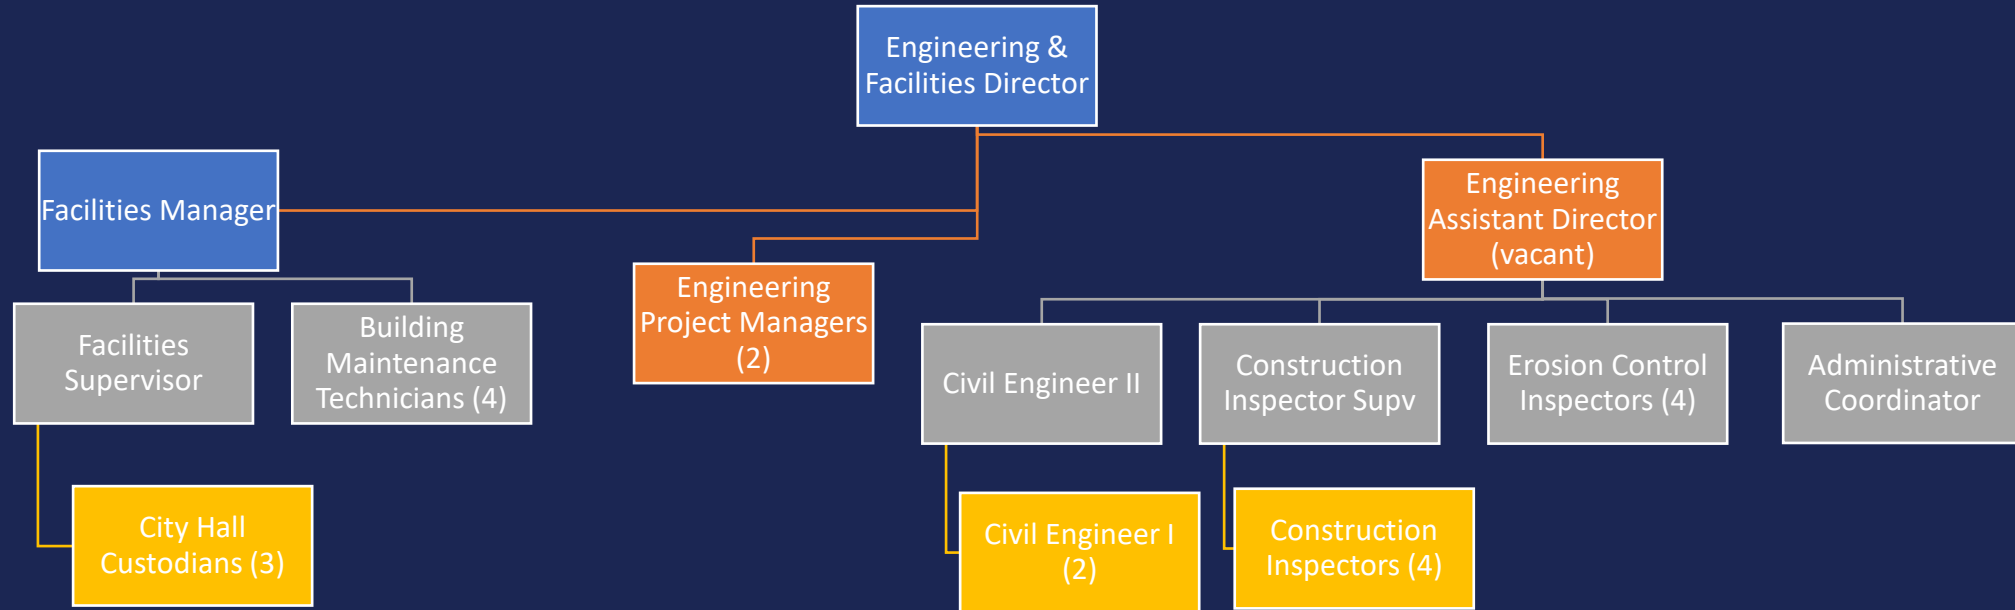 Engineering &
Facilities Director
Facilities Manager
Engineering
Assistant Director
(vacant)
Engineering
Project Managers
(2)
Facilities
Supervisor
Building
Maintenance
Technicians (4)
Civil Engineer II
Construction
Inspector Supv
Erosion Control
Inspectors (4)
Administrative
Coordinator
City Hall
Custodians (3)
Civil Engineer I
(2)
Construction
Inspectors (4)